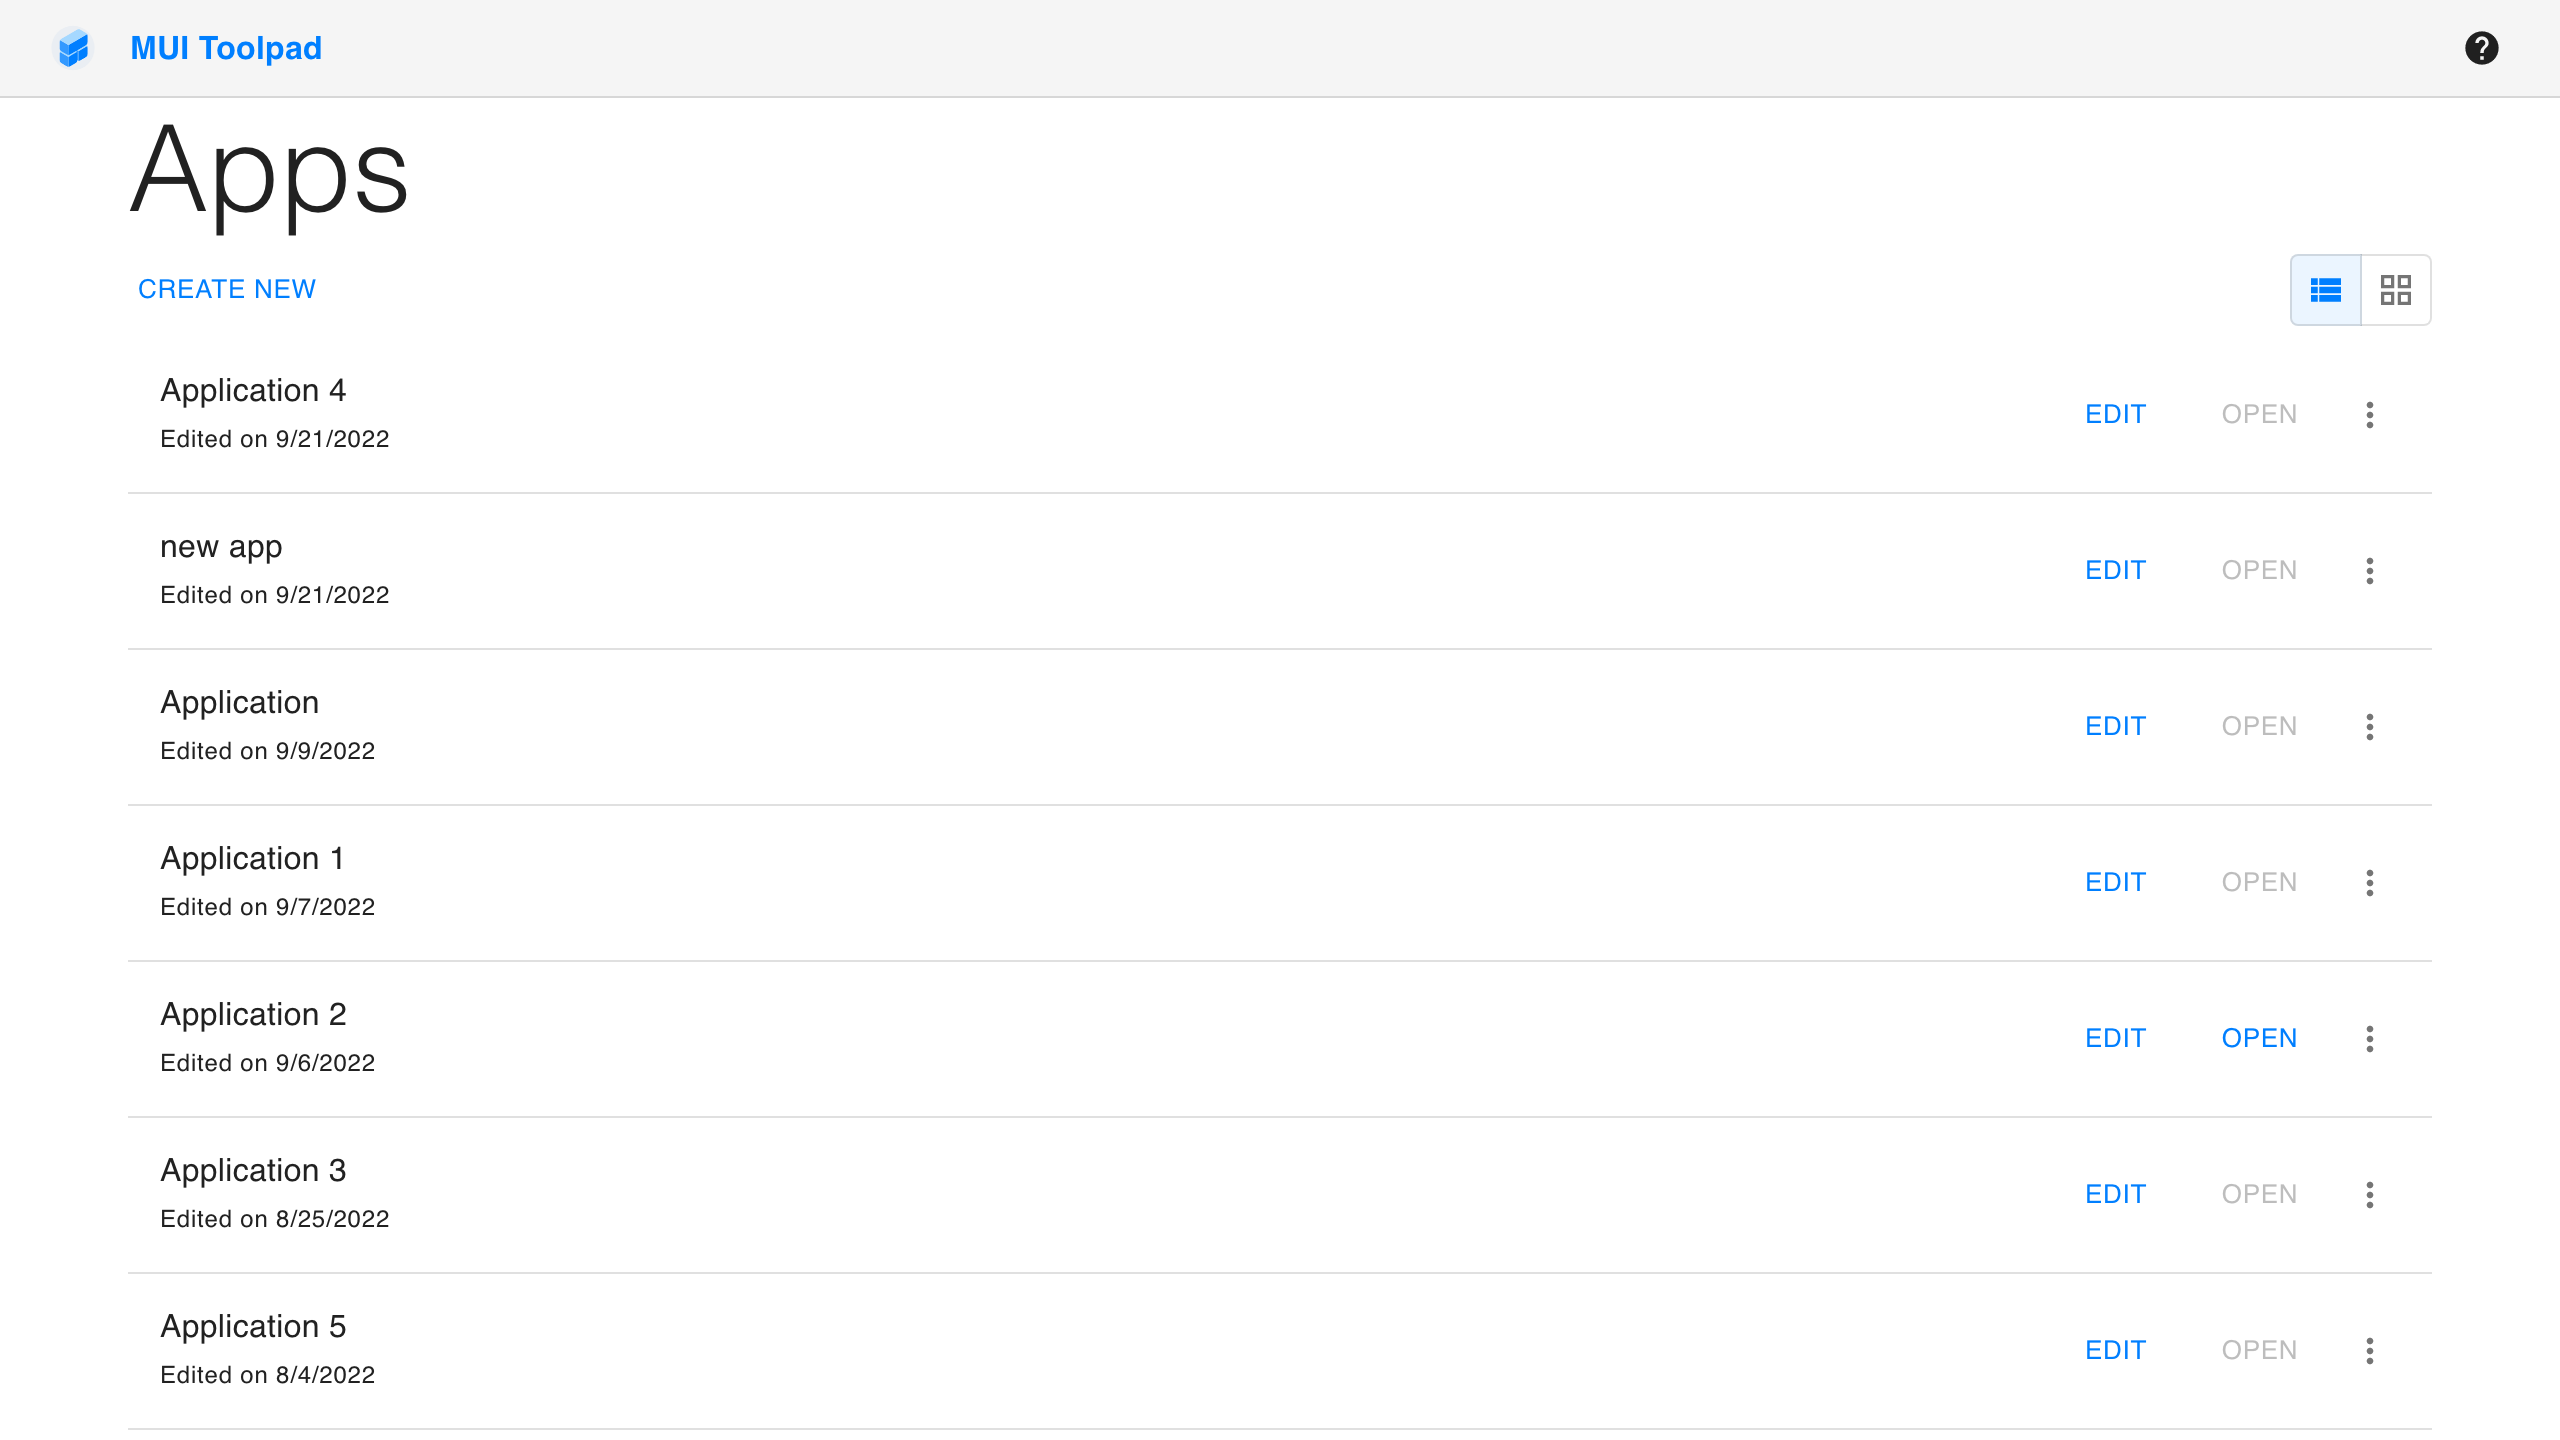 MUI Toolpad
Apps
CREATE NEW
Application 4
Edited on 9/21/2022
EDIT OPEN
new app
Edited on 9/21/2022
EDIT OPEN
Application
Edited on 9/9/2022
EDIT OPEN
Application 1
Edited on 9/7/2022
EDIT OPEN
Application 2
Edited on 9/6/2022
EDIT OPEN
Application 3
Edited on 8/25/2022
EDIT OPEN
Application 5
Edited on 8/4/2022
EDIT OPEN